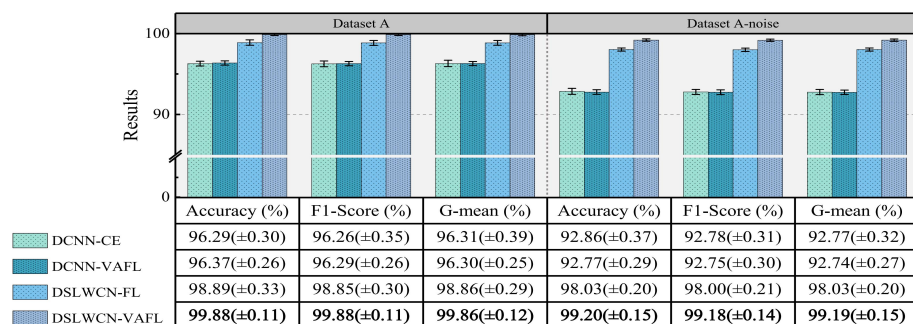 Dataset A Dataset A-noise
100
90
0
Results
Accuracy (%) F1-Score (%) G-mean (%) Accuracy (%) F1-Score (%) G-mean (%)
DCNN-CE 96.29(±0.30) 96.26(±0.35) 96.31(±0.39) 92.86(±0.37) 92.78(±0.31) 92.77(±0.32)
DCNN-VAFL 96.37(±0.26) 96.29(±0.26) 96.30(±0.25) 92.77(±0.29) 92.75(±0.30) 92.74(±0.27)
DSLWCN-FL 98.89(±0.33) 98.85(±0.30) 98.86(±0.29) 98.03(±0.20) 98.00(±0.21) 98.03(±0.20)
DSLWCN-VAFL 99.88(±0.11) 99.88(±0.11) 99.86(±0.12) 99.20(±0.15) 99.18(±0.14) 99.19(±0.15)